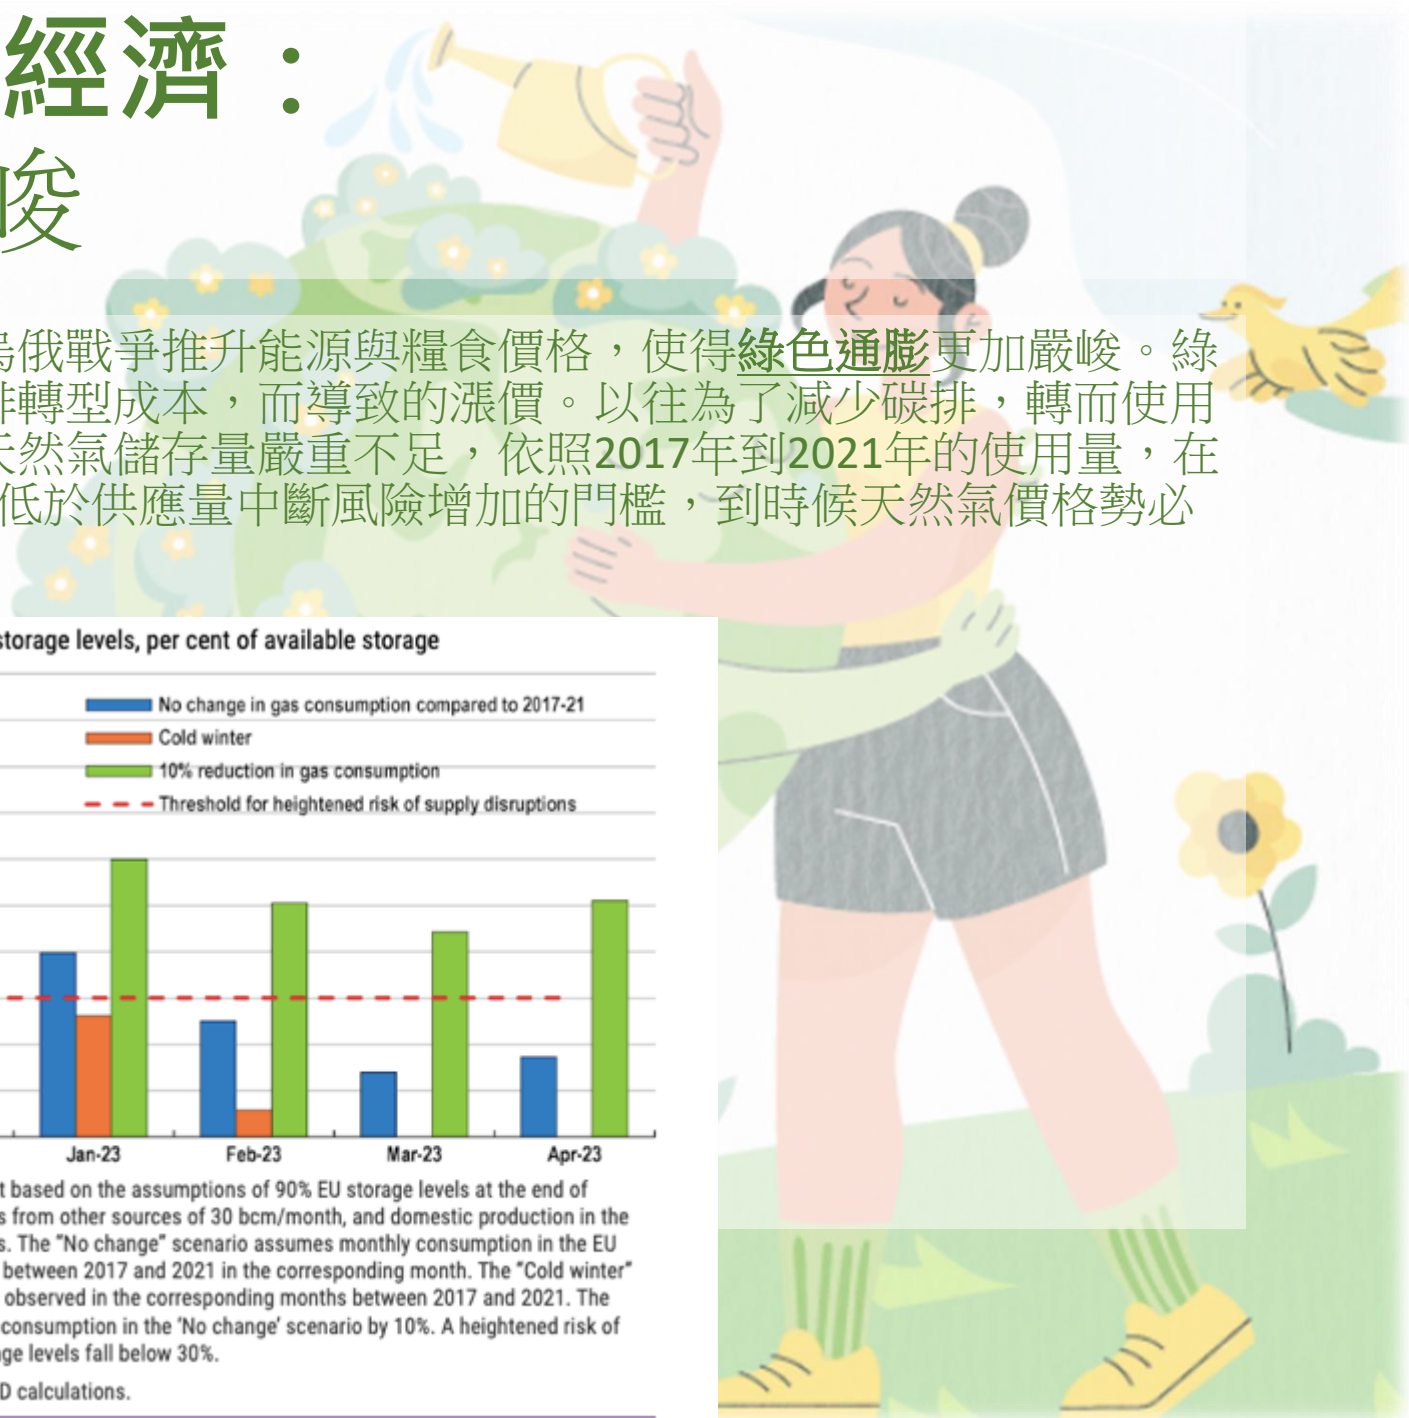 經濟：
峻
烏俄戰爭推升能源與糧食價格，使得綠色通膨更加嚴峻。綠
排轉型成本，而導致的漲價。以往為了減少碳排，轉而使用
天然氣儲存量嚴重不足，依照2017年到2021年的使用量，在
低於供應量中斷風險增加的門檻，到時候天然氣價格勢必
storage levels, per cent of available storage
No change in gas consumption compared to 2017-21
Cold winter
10% reduction in gas consumption
Threshold for heightened risk of supply disruptions
Jan-23 Feb-23 Mar-23 Apr-23
t based on the assumptions of 90% EU storage levels at the end of
s from other sources of 30 bcm/month, and domestic production in the
s. The "No change" scenario assumes monthly consumption in the EU
between 2017 and 2021 in the corresponding month. The "Cold winter"
observed in the corresponding months between 2017 and 2021. The
consumption in the 'No change' scenario by 10%. A heightened risk of
ge levels fall below 30%.
D calculations.